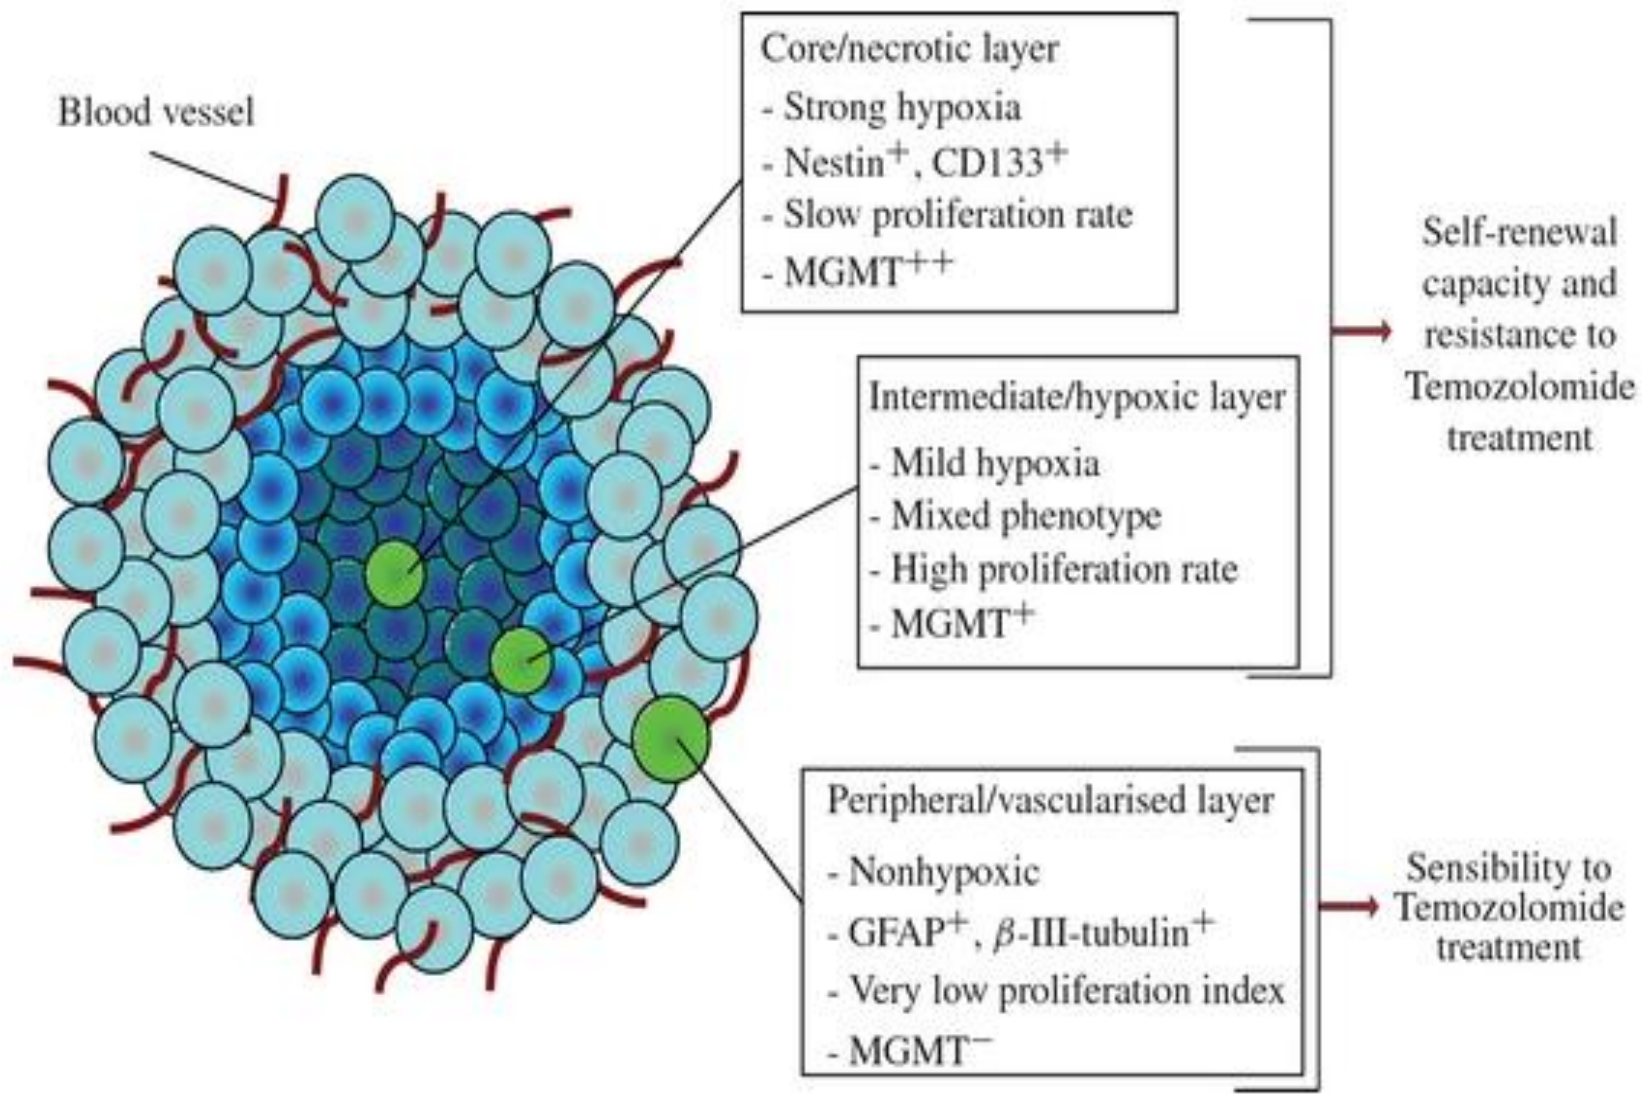 Blood vessel
Core/necrotic layer
- Strong hypoxia
- Nestin⁺, CD133⁺
- Slow proliferation rate
- MGMT⁺⁺
Intermediate/hypoxic layer
- Mild hypoxia
- Mixed phenotype
- High proliferation rate
- MGMT⁺
Self-renewal
capacity and
resistance to
Temozolomide
treatment
Peripheral/vascularised layer
- Nonhypoxic
- GFAP⁺, β-III-tubulin⁺
- Very low proliferation index
- MGMT⁻
Sensibility to
Temozolomide
treatment